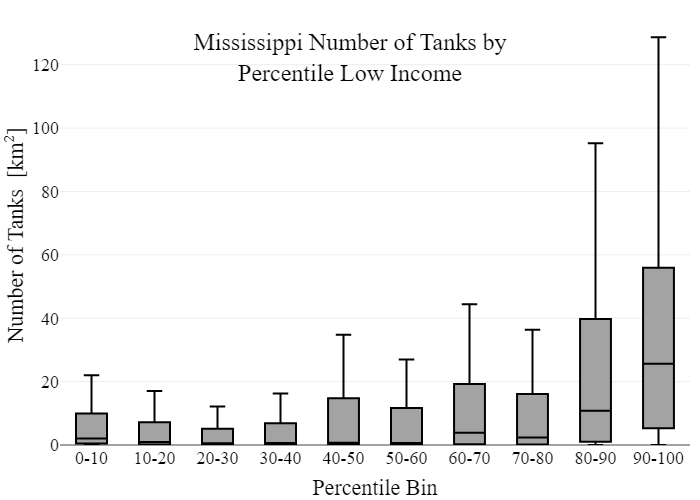 Mississippi Number of Tanks by
Percentile Low Income
Number of Tanks [km²]
120
100
80
60
40
20
0
0-10 10-20 20-30 30-40 40-50 50-60 60-70 70-80 80-90 90-100
Percentile Bin